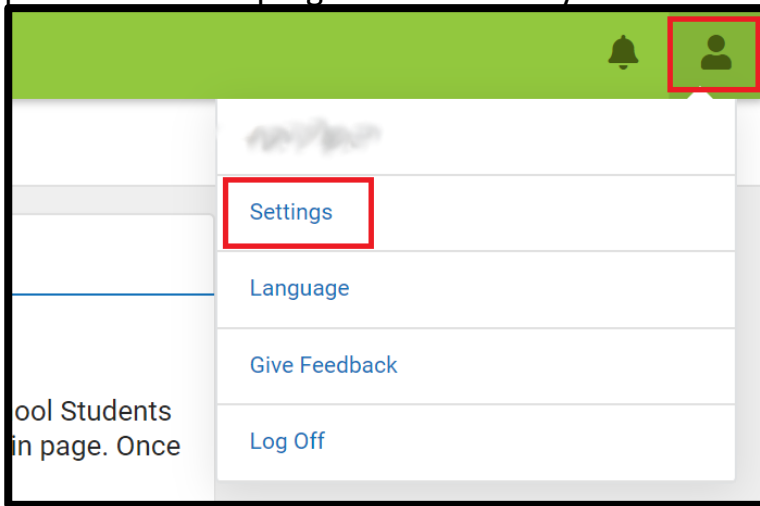 Settings
Language
Give Feedback
ool Students
in page. Once
Log Off